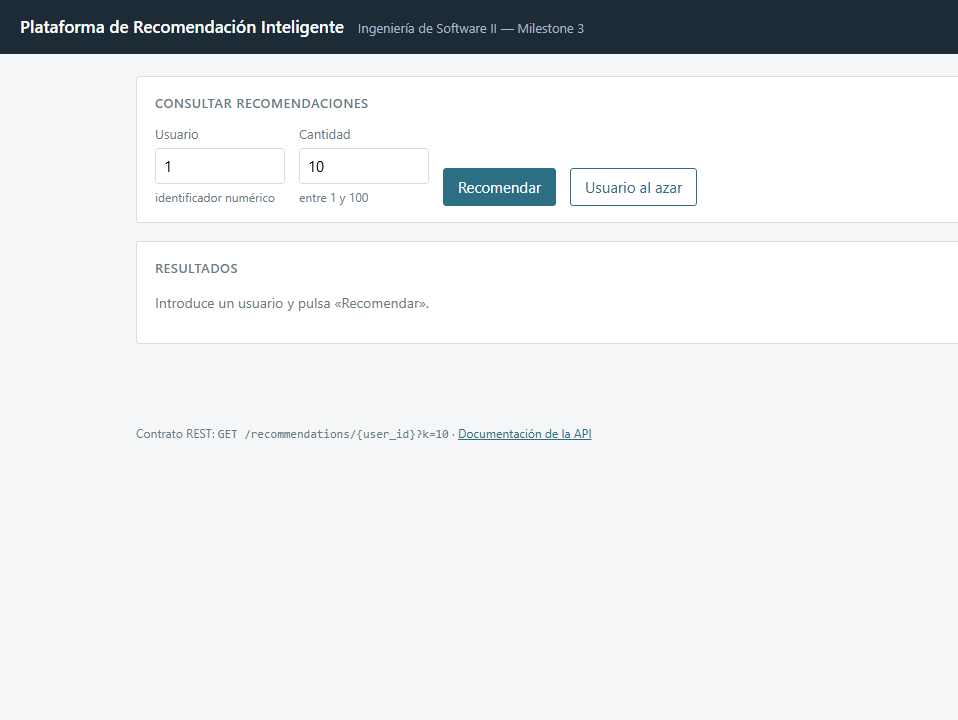 Plataforma de Recomendación Inteligente Ingeniería de Software II — Milestone 3
CONSULTAR RECOMENDACIONES
Usuario Cantidad
1 10 Recomendar Usuario al azar
identificador numérico entre 1 y 100
RESULTADOS
Introduce un usuario y pulsa «Recomendar».
Contrato REST: GET /recommendations/{user_id}?k=10 · Documentación de la API